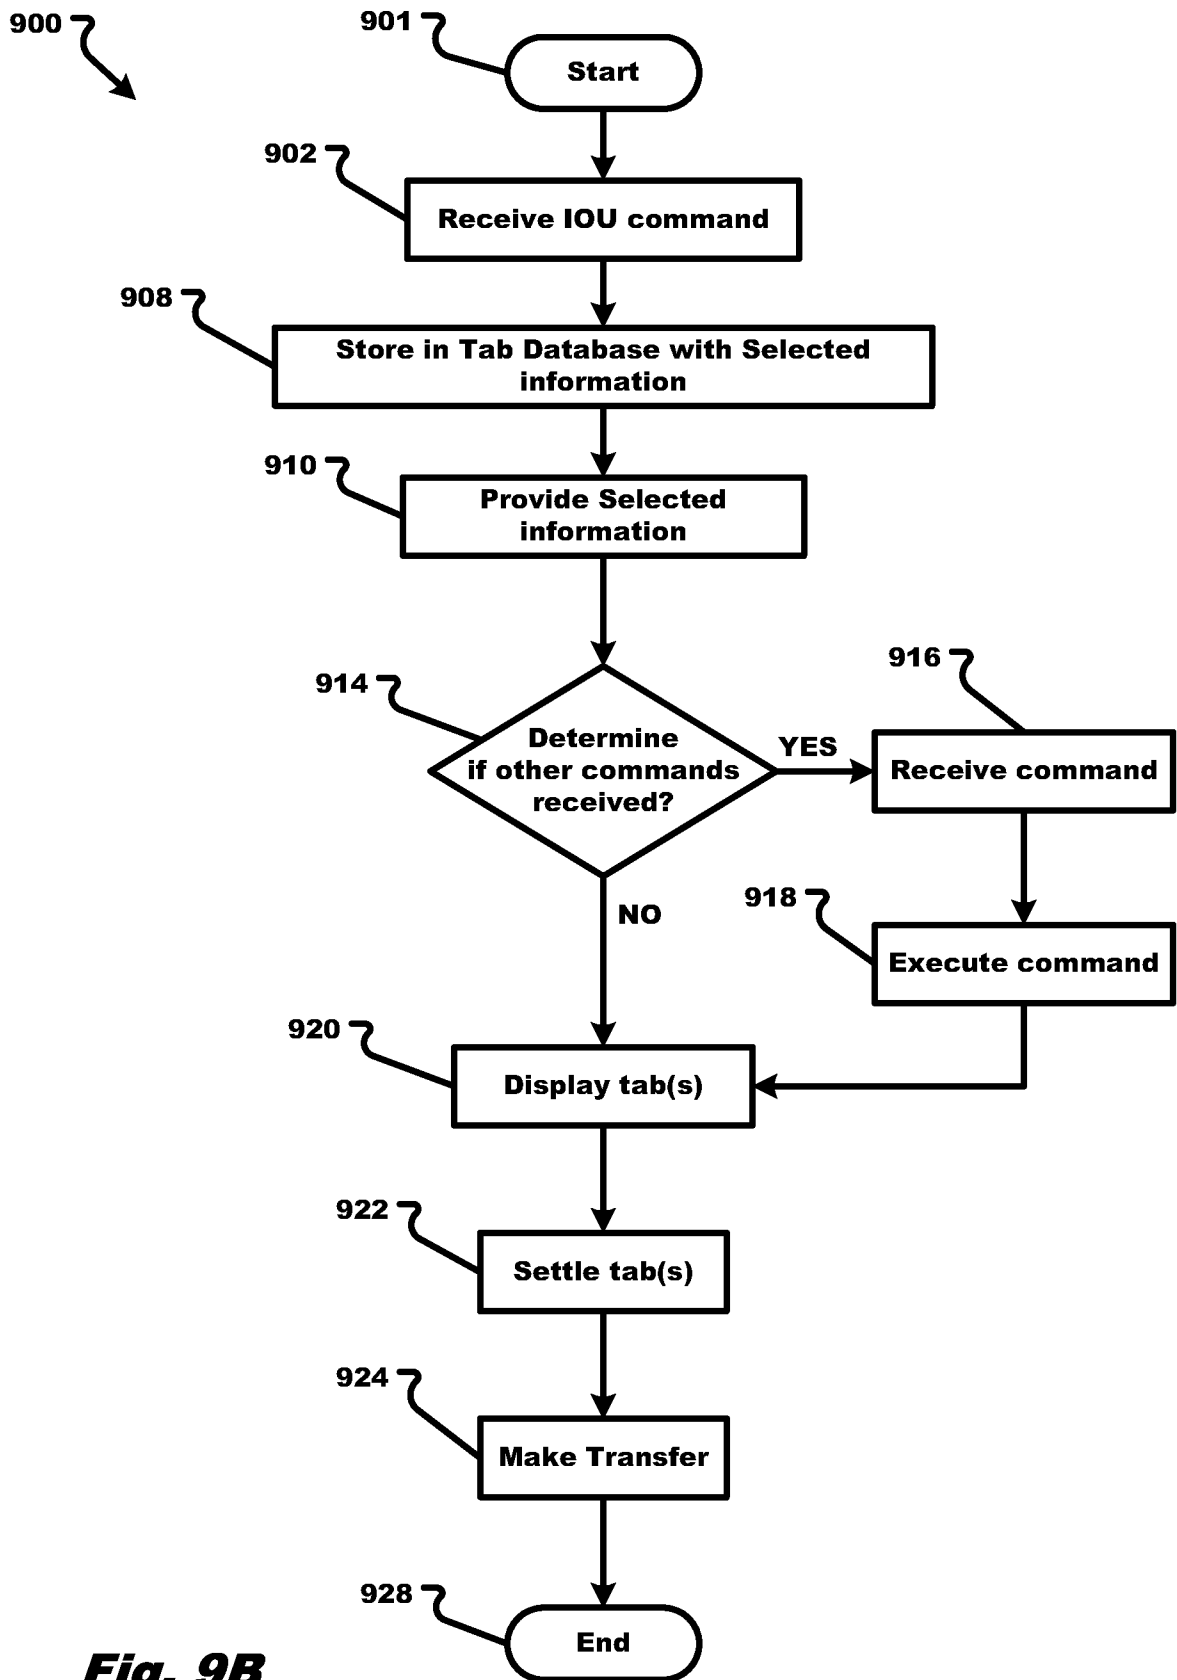 900
901
Start
902
Receive IOU command
908
Store in Tab Database with Selected
information
910
Provide Selected
information
914
Determine
if other commands
received?
YES
916
Receive command
NO
918
Execute command
920
Display tab(s)
922
Settle tab(s)
924
Make Transfer
928
End
Fig. 9B